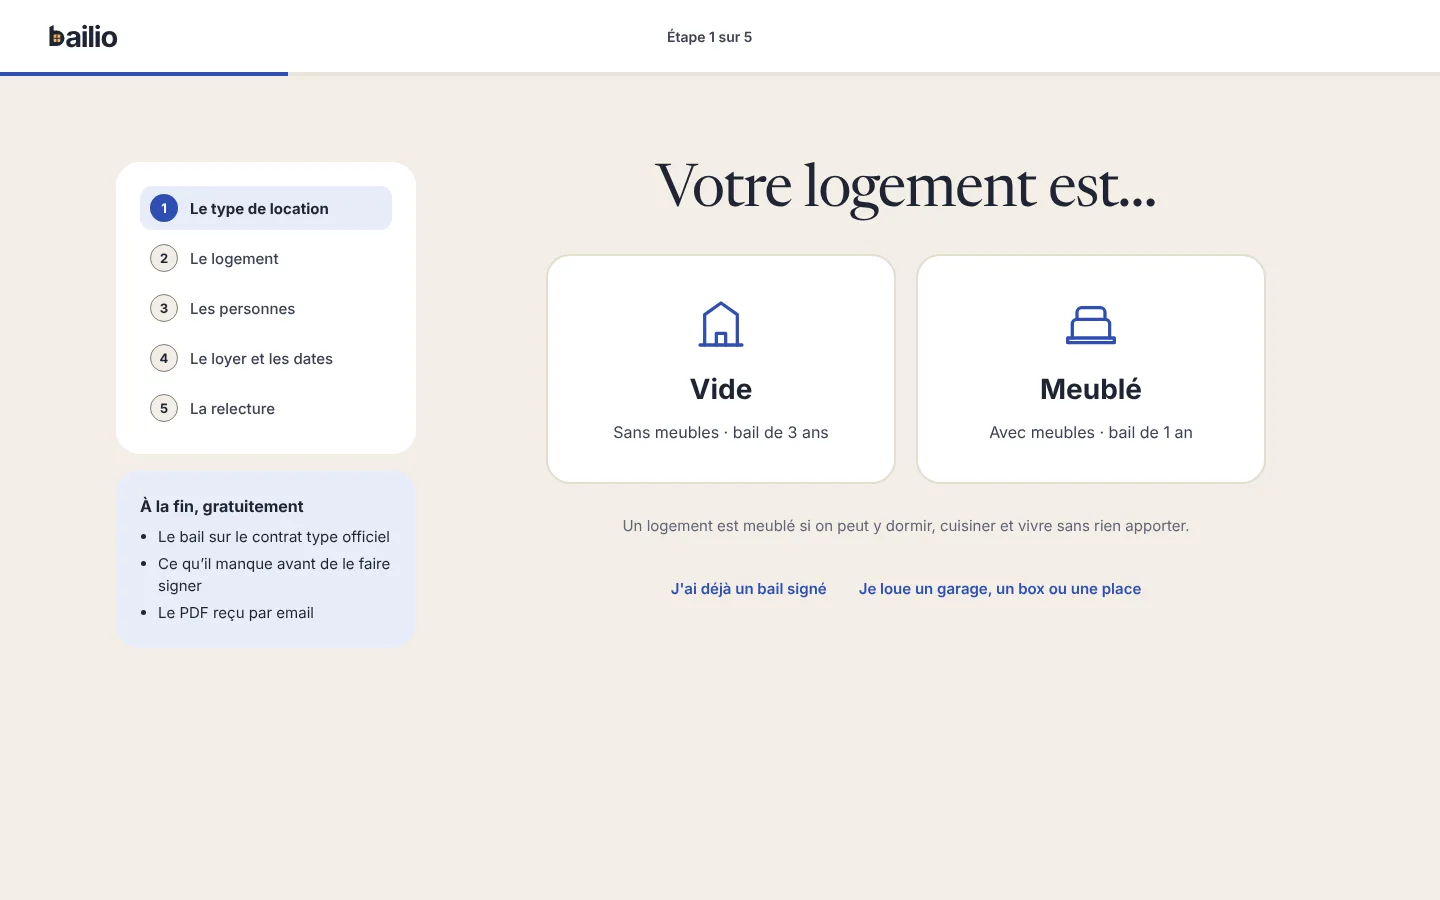 bailio
Étape 1 sur 5
1 Le type de location
2 Le logement
3 Les personnes
4 Le loyer et les dates
5 La relecture
À la fin, gratuitement
• Le bail sur le contrat type officiel
• Ce qu’il manque avant de le faire
signer
• Le PDF reçu par email
Votre logement est...
Vide
Sans meubles · bail de 3 ans
Meublé
Avec meubles · bail de 1 an
Un logement est meublé si on peut y dormir, cuisiner et vivre sans rien apporter.
J'ai déjà un bail signé
Je loue un garage, un box ou une place